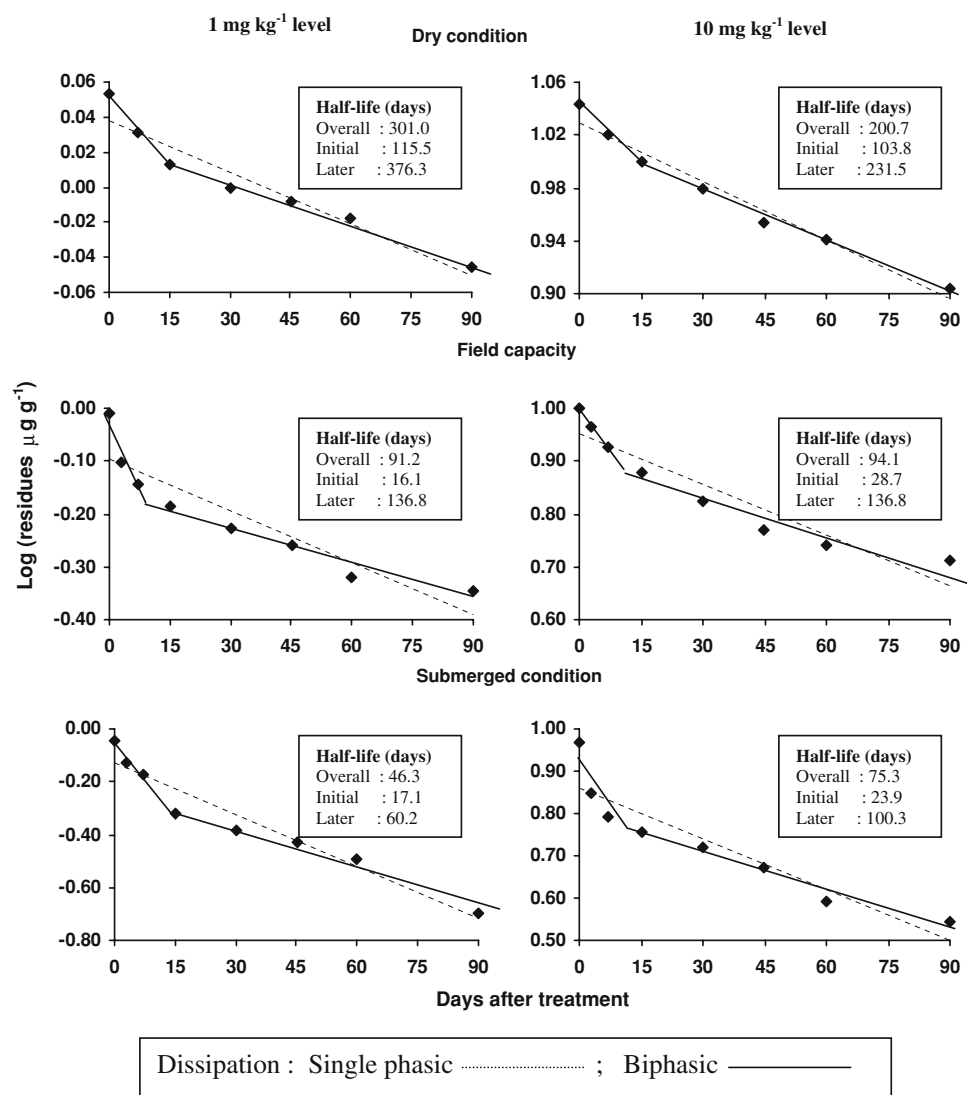 1 mg kg⁻¹ level
10 mg kg⁻¹ level
Dry condition
0.06
0.04
0.02
0.00
-0.02
-0.04
-0.06
Half-life (days)
Overall : 301.0
Initial : 115.5
Later : 376.3
0 15 30 45 60 75 90
1.06
1.02
0.98
0.94
0.90
Half-life (days)
Overall : 200.7
Initial : 103.8
Later : 231.5
0 15 30 45 60 75 90
Field capacity
Log (residues μ g g⁻¹)
0.00
-0.10
-0.20
-0.30
-0.40
Half-life (days)
Overall : 91.2
Initial : 16.1
Later : 136.8
0 15 30 45 60 75 90
1.00
0.90
0.80
0.70
0.60
Half-life (days)
Overall : 94.1
Initial : 28.7
Later : 136.8
0 15 30 45 60 75 90
Submerged condition
0.00
-0.20
-0.40
-0.60
-0.80
Half-life (days)
Overall : 46.3
Initial : 17.1
Later : 60.2
0 15 30 45 60 75 90
1.00
0.90
0.80
0.70
0.60
0.50
Half-life (days)
Overall : 75.3
Initial : 23.9
Later : 100.3
0 15 30 45 60 75 90
Days after treatment
Dissipation : Single phasic ; Biphasic